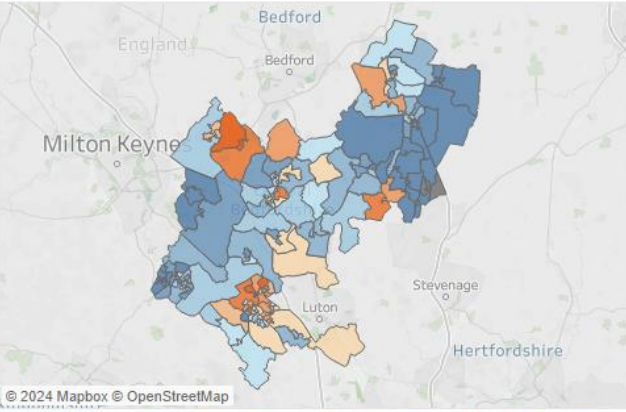 Bedford
England
Bedford
Milton Keynes
Stevenage
Luton
Hertfordshire
© 2024 Mapbox © OpenStreetMap